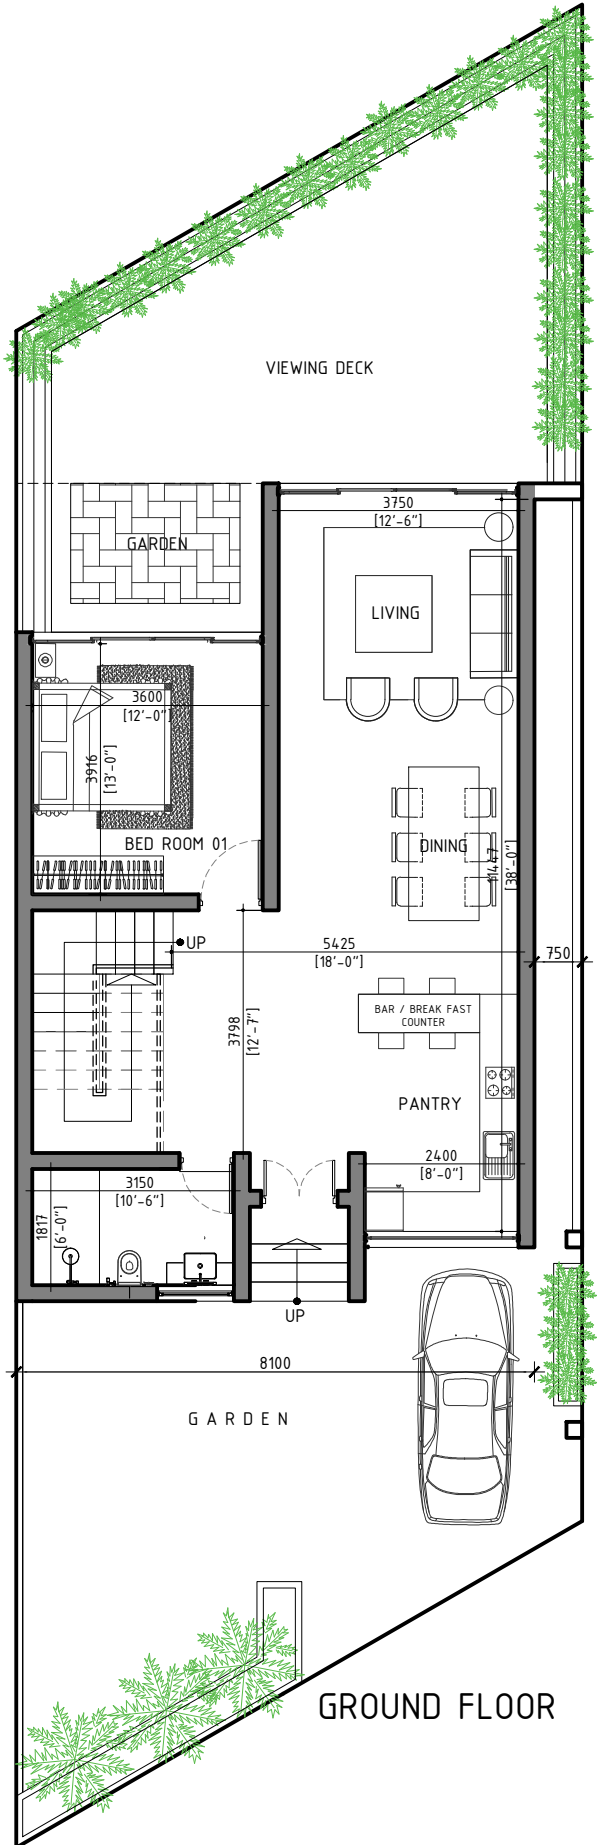 VIEWING DECK
3750
[12'-6"]
GARDEN
LIVING
3600
[12'-0"]
3916
[13'-0"]
BED ROOM 01
DINING
11447
[38'-0"]
UP
5425
[18'-0"]
750
3798
[12'-7"]
BAR / BREAK FAST
COUNTER
PANTRY
2400
[8'-0"]
3150
[10'-6"]
1817
[6'-0"]
UP
8100
GARDEN
GROUND FLOOR